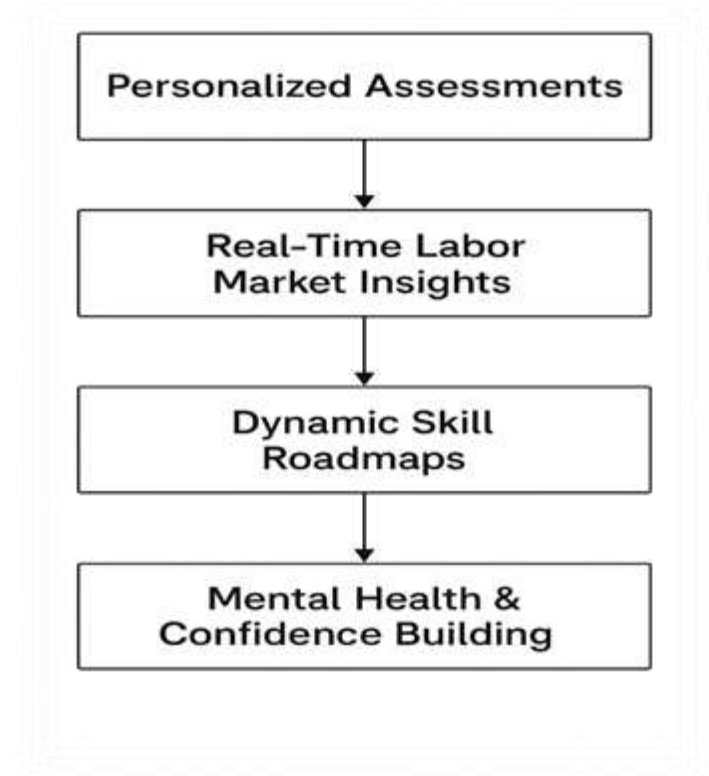 Personalized Assessments
Real-Time Labor
Market Insights
Dynamic Skill
Roadmaps
Mental Health &
Confidence Building